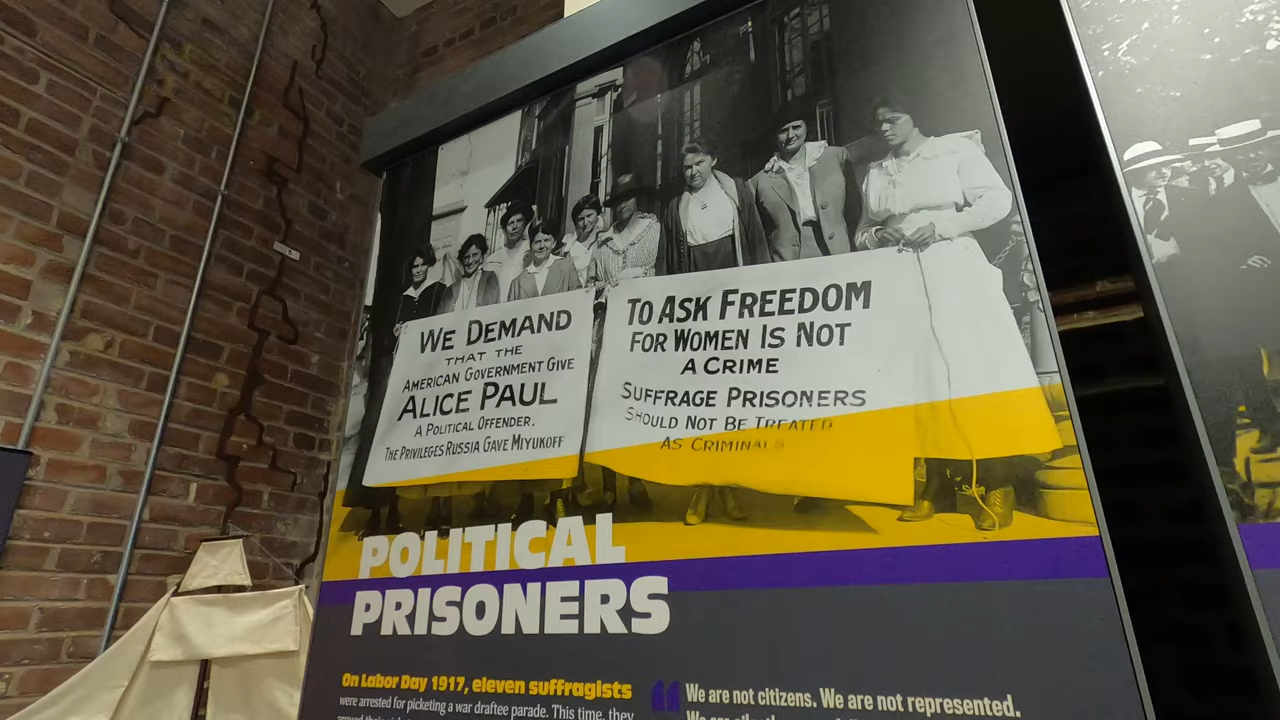 WE DEMAND
THAT THE
AMERICAN GOVERNMENT GIVE
ALICE PAUL
A POLITICAL OFFENDER,
THE PRIVILEGES RUSSIA GAVE MIYUKOFF
TO ASK FREEDOM
FOR WOMEN IS NOT
A CRIME
SUFFRAGE PRISONERS
SHOULD NOT BE TREATED
AS CRIMINALS
POLITICAL
PRISONERS
On Labor Day 1917, eleven suffragists
were arrested for picketing a war draftee parade. This time, they
We are not citizens. We are not represented.